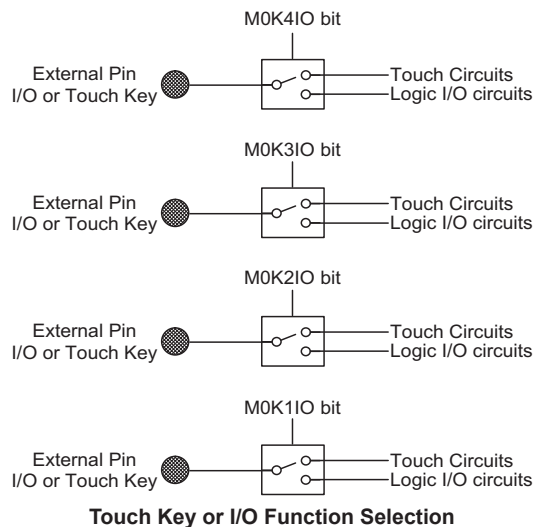 M0K4IO bit
External Pin
I/O or Touch Key
Touch Circuits
Logic I/O circuits
M0K3IO bit
External Pin
I/O or Touch Key
Touch Circuits
Logic I/O circuits
M0K2IO bit
External Pin
I/O or Touch Key
Touch Circuits
Logic I/O circuits
M0K1IO bit
External Pin
I/O or Touch Key
Touch Circuits
Logic I/O circuits
Touch Key or I/O Function Selection